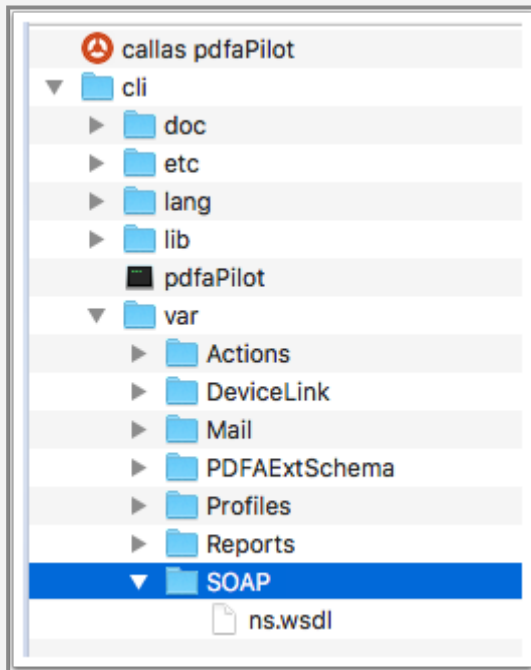 callas pdfaPilot
cli
doc
etc
lang
lib
pdfaPilot
var
Actions
DeviceLink
Mail
PDFAExtSchema
Profiles
Reports
SOAP
ns.wsdl